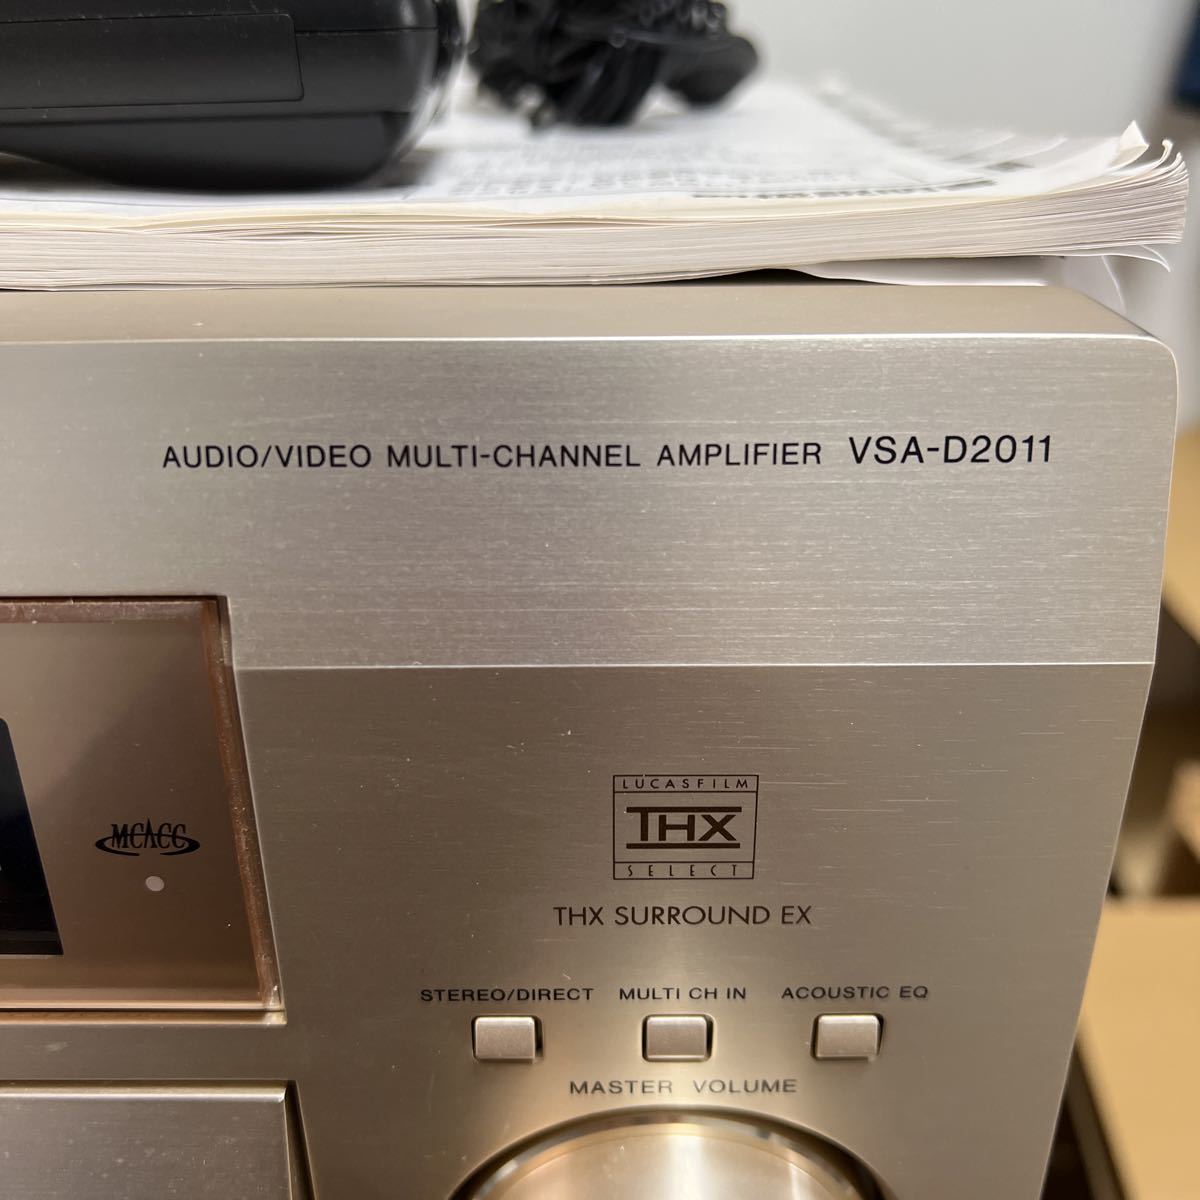 AUDIO/VIDEO MULTI-CHANNEL AMPLIFIER VSA-D2011
MCACC
LUCASFILM
THX
SELECT
THX SURROUND EX
STEREO/DIRECT MULTI CH IN ACOUSTIC EQ
MASTER VOLUME